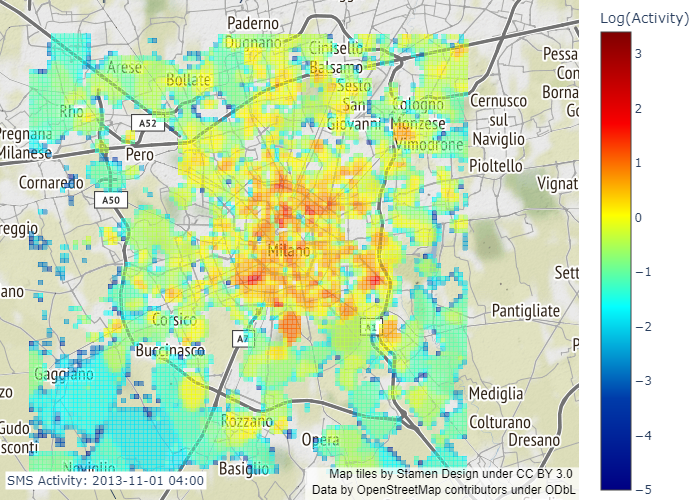 Paderno
Dugnano
Cinisello
Balsamo
Arese
Bollate
Sesto
San
Giovanni
Pessa
Con
Borna
Go
Rho
A52
Cologno
Monzese
Cernusco
sul
Naviglio
Pregnana
Milanese
Pero
Vimodrone
Pioltello
Cornaredo
A50
Vignat
reggio
Milano
Sett
ano
Corsico
A1
Pantigliate
A7
Buccinasco
P
Gaggiano
zo
Mediglia
Gudo
sconti
Rozzano
Colturano
Dresano
Opera
Noviglio
Basiglio
SMS Activity: 2013-11-01 04:00
Map tiles by Stamen Design under CC BY 3.0
Data by OpenStreetMap contributors under ODbL
Log(Activity)
3
2
1
0
−1
−2
−3
−4
−5